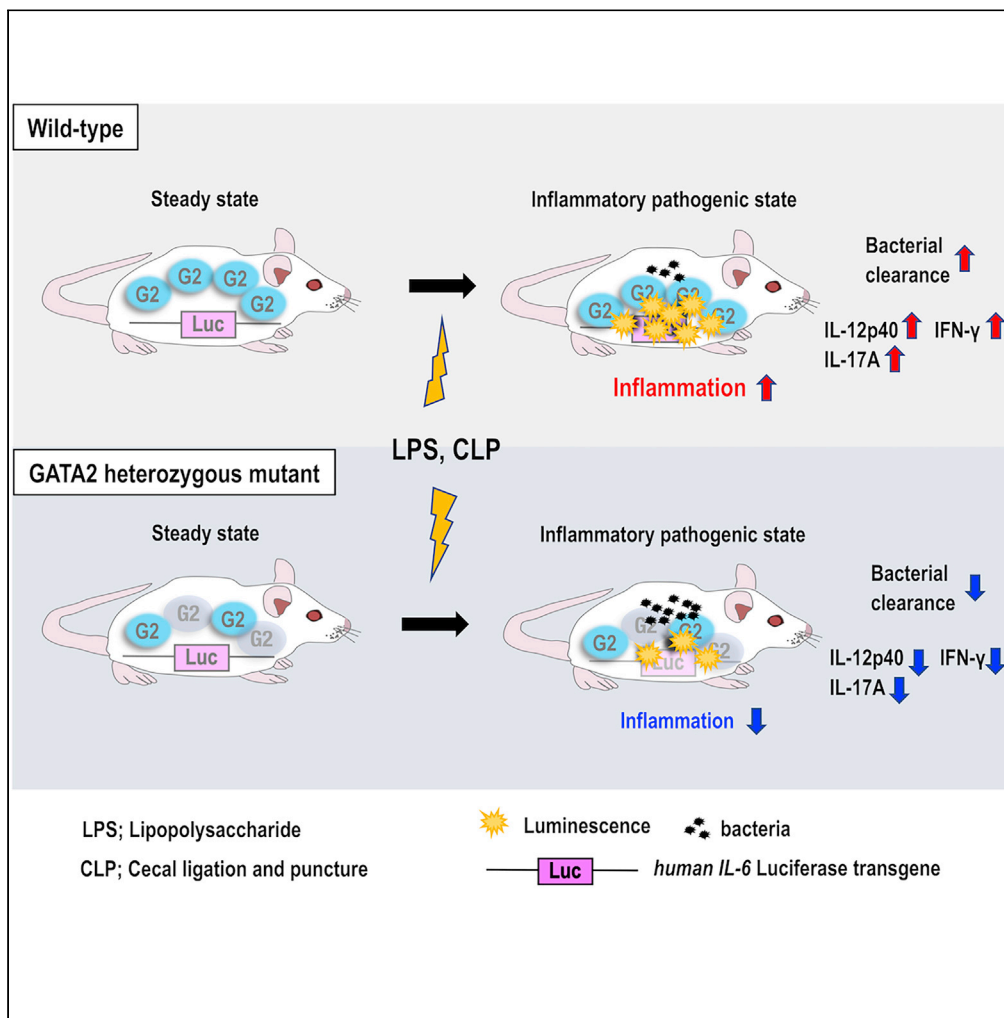 Wild-type
Steady state
Inflammatory pathogenic state
G2 G2 G2 G2
Luc
G2 G2 G2 G2
Bacterial
clearance
IL-12p40 IFN-γ
IL-17A
Inflammation
LPS, CLP
GATA2 heterozygous mutant
Steady state
Inflammatory pathogenic state
G2 G2 G2 G2
Luc
G2 G2 G2 G2
Luc
Bacterial
clearance
IL-12p40 IFN-γ
IL-17A
Inflammation
LPS; Lipopolysaccharide
Luminescence
bacteria
CLP; Cecal ligation and puncture
Luc
human IL-6 Luciferase transgene